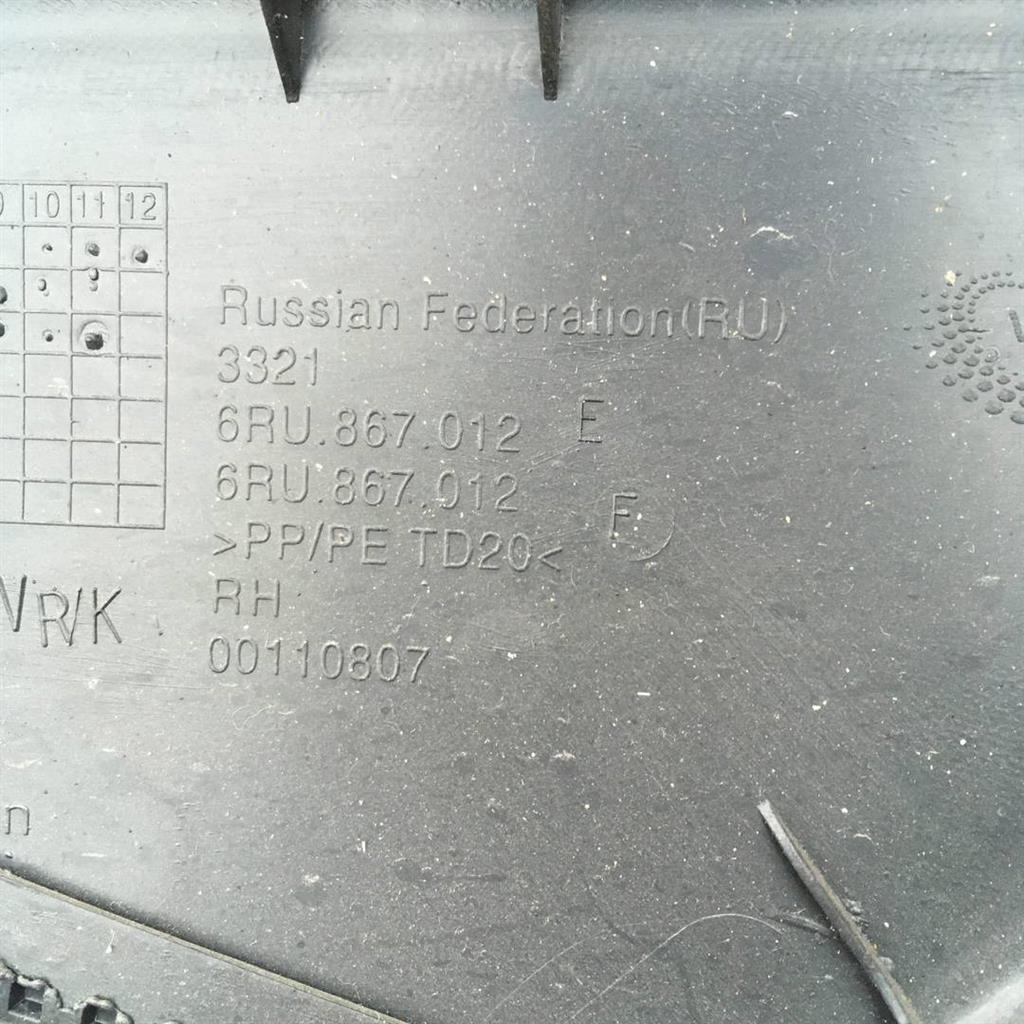 10 11 12
Russian Federation(RU)
3321
6RU.867.012 E
6RU.867.012 F
>PP/PE TD20<
RH
R/K
00110807